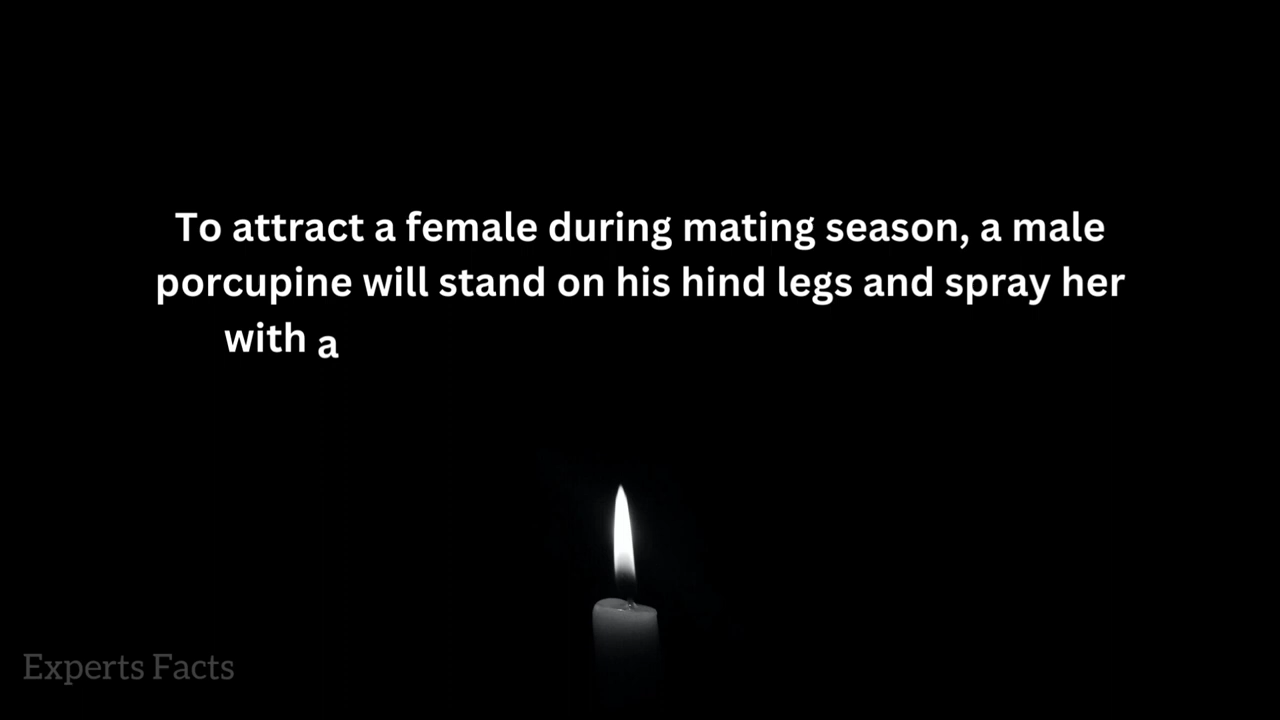 To attract a female during mating season, a male
porcupine will stand on his hind legs and spray her
with a
Experts Facts